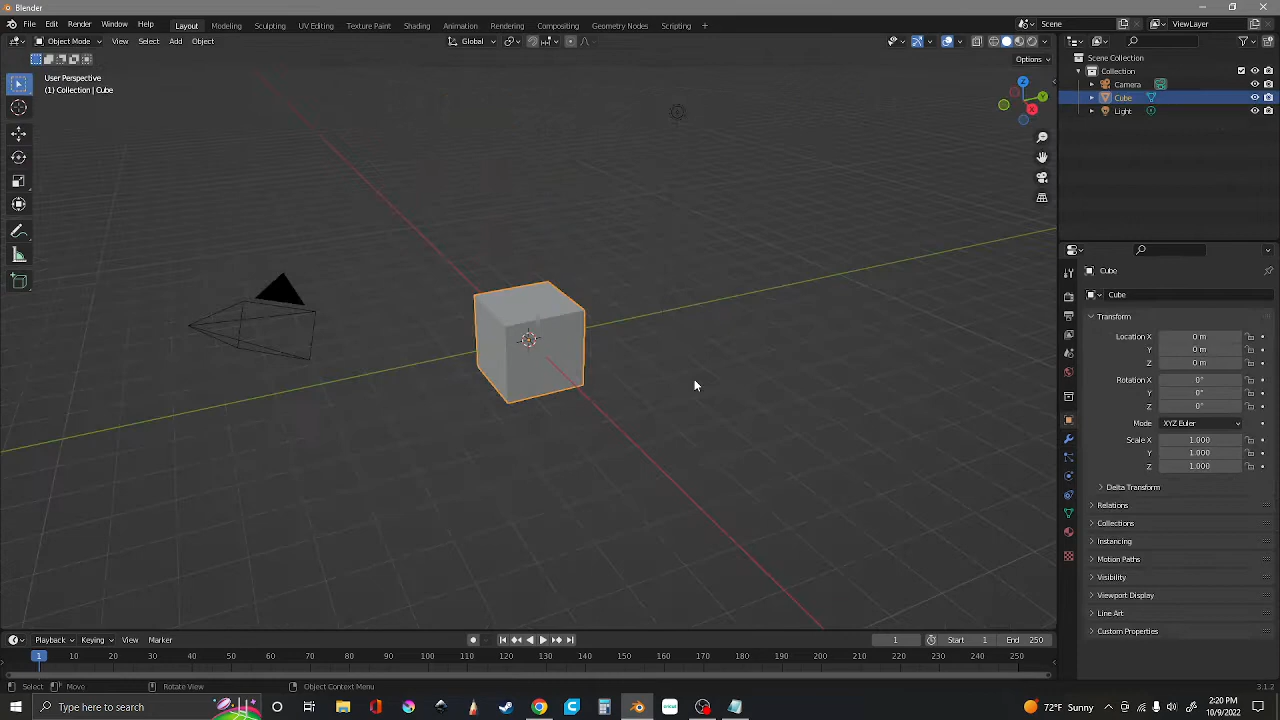 Blender
File Edit Render Window Help Layout Modeling Sculpting UV Editing Texture Paint Shading Animation Rendering Compositing Geometry Nodes Scripting + Scene ViewLayer
Object Mode View Select Add Object Global
Options
User Perspective
(1) Collection | Cube
Z
Y
X
Scene Collection
Collection
Camera
Cube
Light
Cube
Cube
Transform
Location X 0 m
Y 0 m
Z 0 m
Rotation X 0°
Y 0°
Z 0°
Mode XYZ Euler
Scale X 1.000
Y 1.000
Z 1.000
Delta Transform
Relations
Collections
Instancing
Motion Paths
Visibility
Viewport Display
Line Art
Custom Properties
Playback Keying View Marker 1 Start 1 End 250
1 10 20 30 40 50 60 70 80 90 100 110 120 130 140 150 160 170 180 190 200 210 220 230 240 250
Select Move Rotate View Object Context Menu 3.1.2
Type here to search cricut 77°F Sunny 2:20 PM
10/9/2022